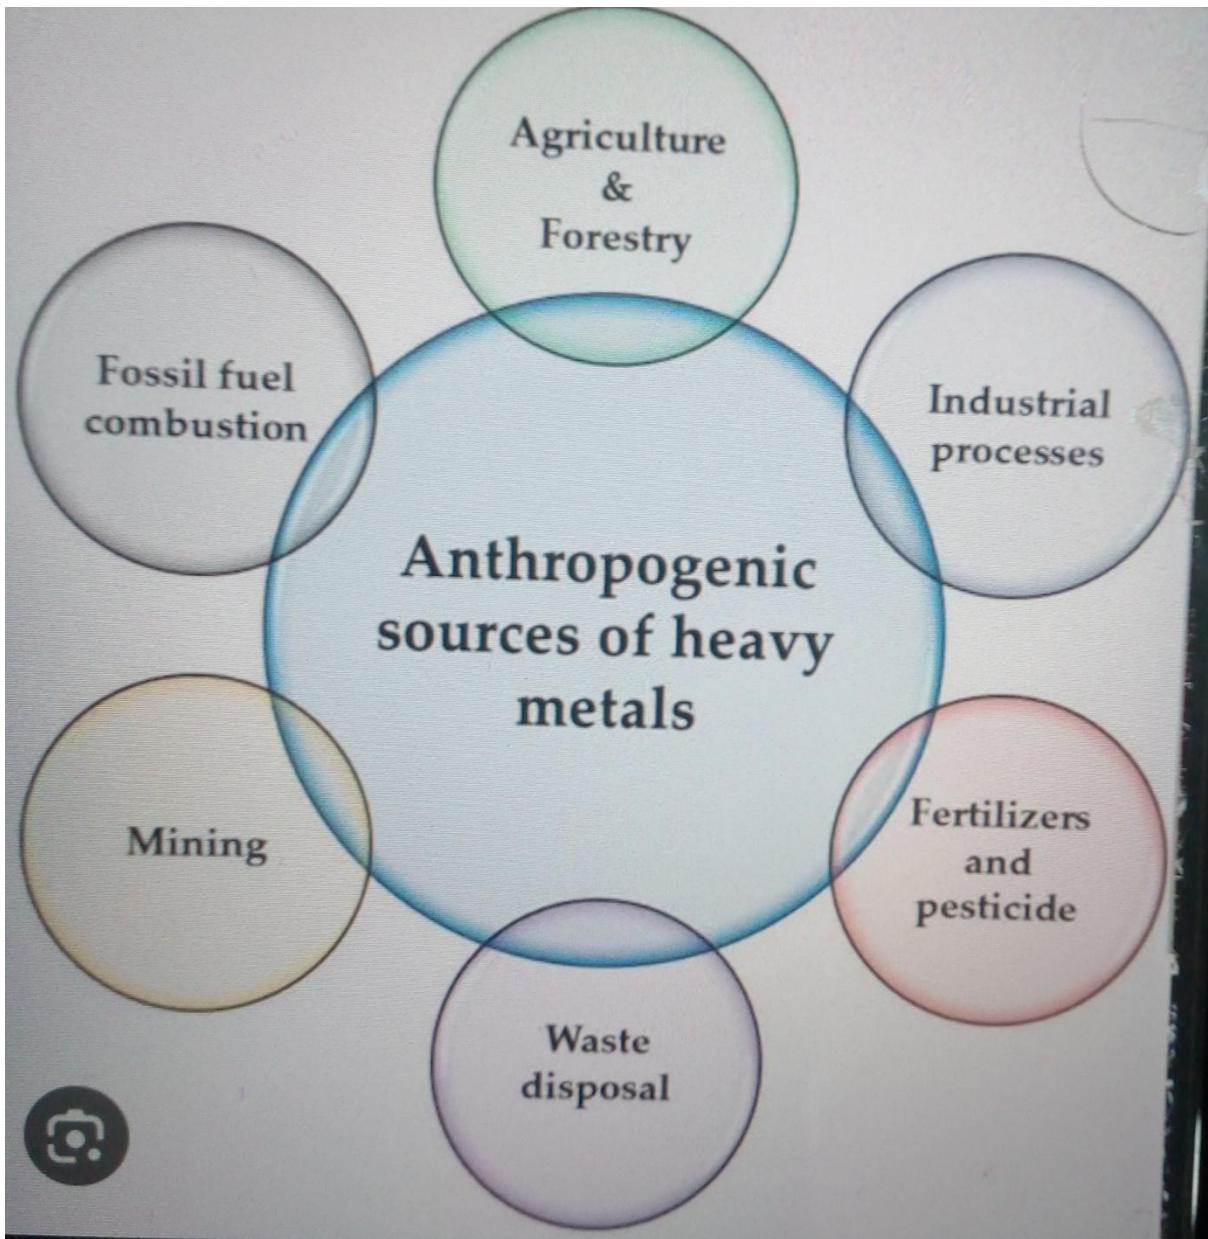 Agriculture
&
Forestry
Fossil fuel
combustion
Industrial
processes
Anthropogenic
sources of heavy
metals
Mining
Fertilizers
and
pesticide
Waste
disposal